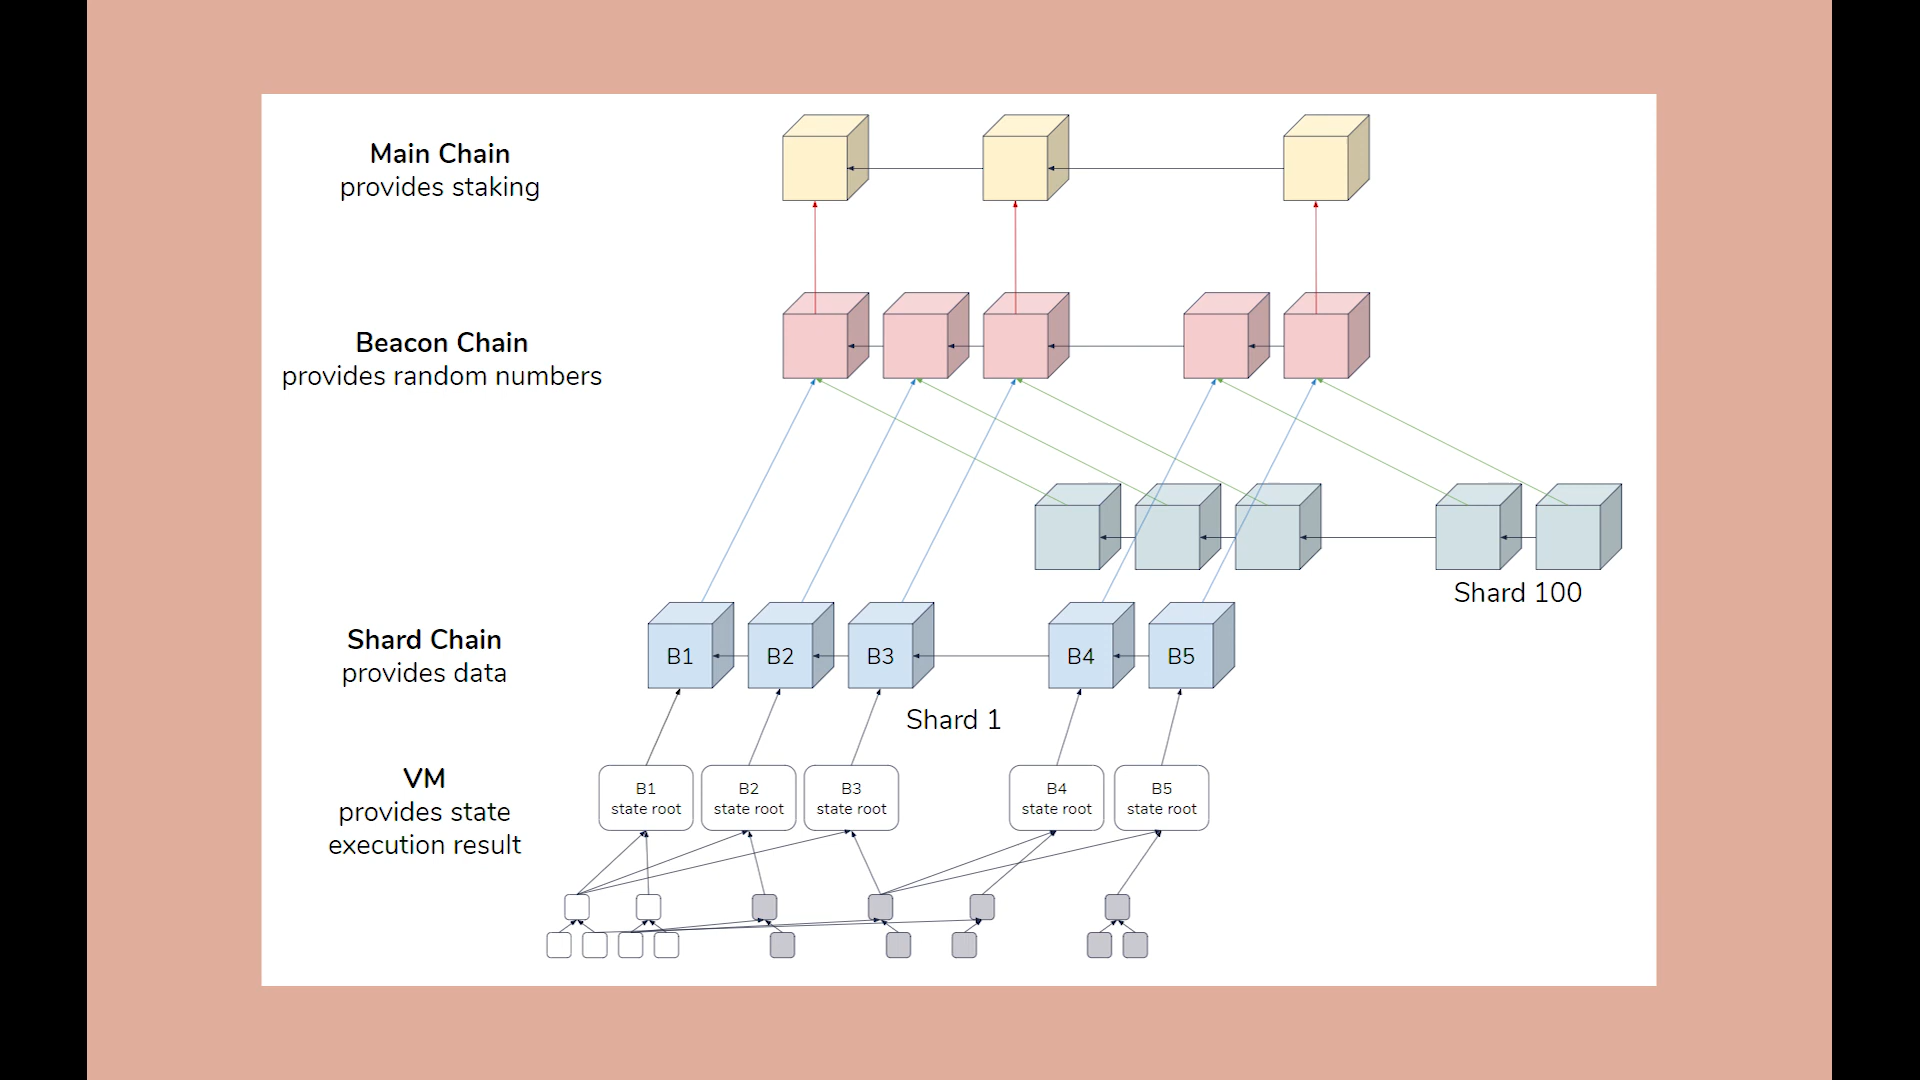 Main Chain
provides staking
Beacon Chain
provides random numbers
Shard 100
Shard Chain
provides data
B1
B2
B3
B4
B5
Shard 1
VM
provides state
execution result
B1
state root
B2
state root
B3
state root
B4
state root
B5
state root